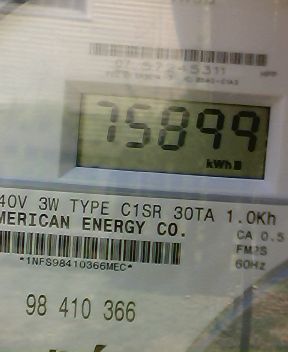 75899
kWh
40V 3W TYPE C1SR 30TA 1.0Kh
MERICAN ENERGY CO.
CA 0.5
FM2S
60Hz
*1NFS98410366MEC*
98 410 366